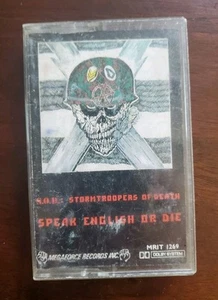 S.O.D.: STORMTROOPERS OF DEATH
SPEAK ENGLISH OR DIE
MRIT 1269
MEGAFORCE RECORDS INC.
DOLBY SYSTEM